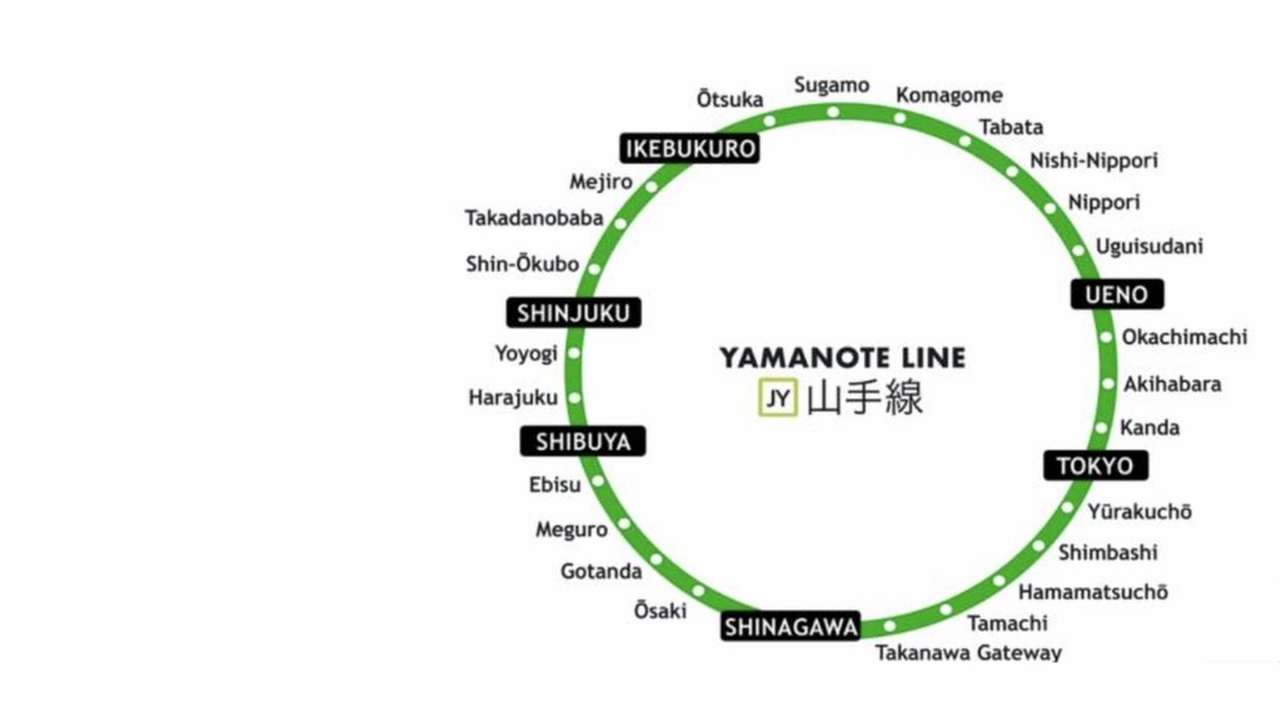 Sugamo
Ōtsuka
Komagome
Tabata
IKEBUKURO
Nishi-Nippori
Mejiro
Nippori
Takadanobaba
Uguisudani
Shin-Ōkubo
UENO
SHINJUKU
Okachimachi
Yoyogi
YAMANOTE LINE
Akihabara
Harajuku
JY 山手線
Kanda
SHIBUYA
TOKYO
Ebisu
Yūrakuchō
Meguro
Shimbashi
Gotanda
Hamamatsuchō
Ōsaki
Tamachi
SHINAGAWA
Takanawa Gateway